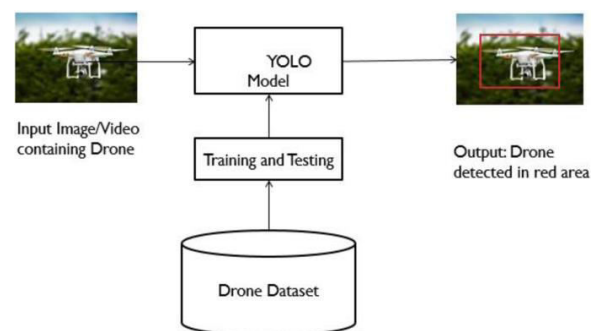 YOLO
Model
Input Image/Video
containing Drone
Training and Testing
Output: Drone
detected in red area
Drone Dataset